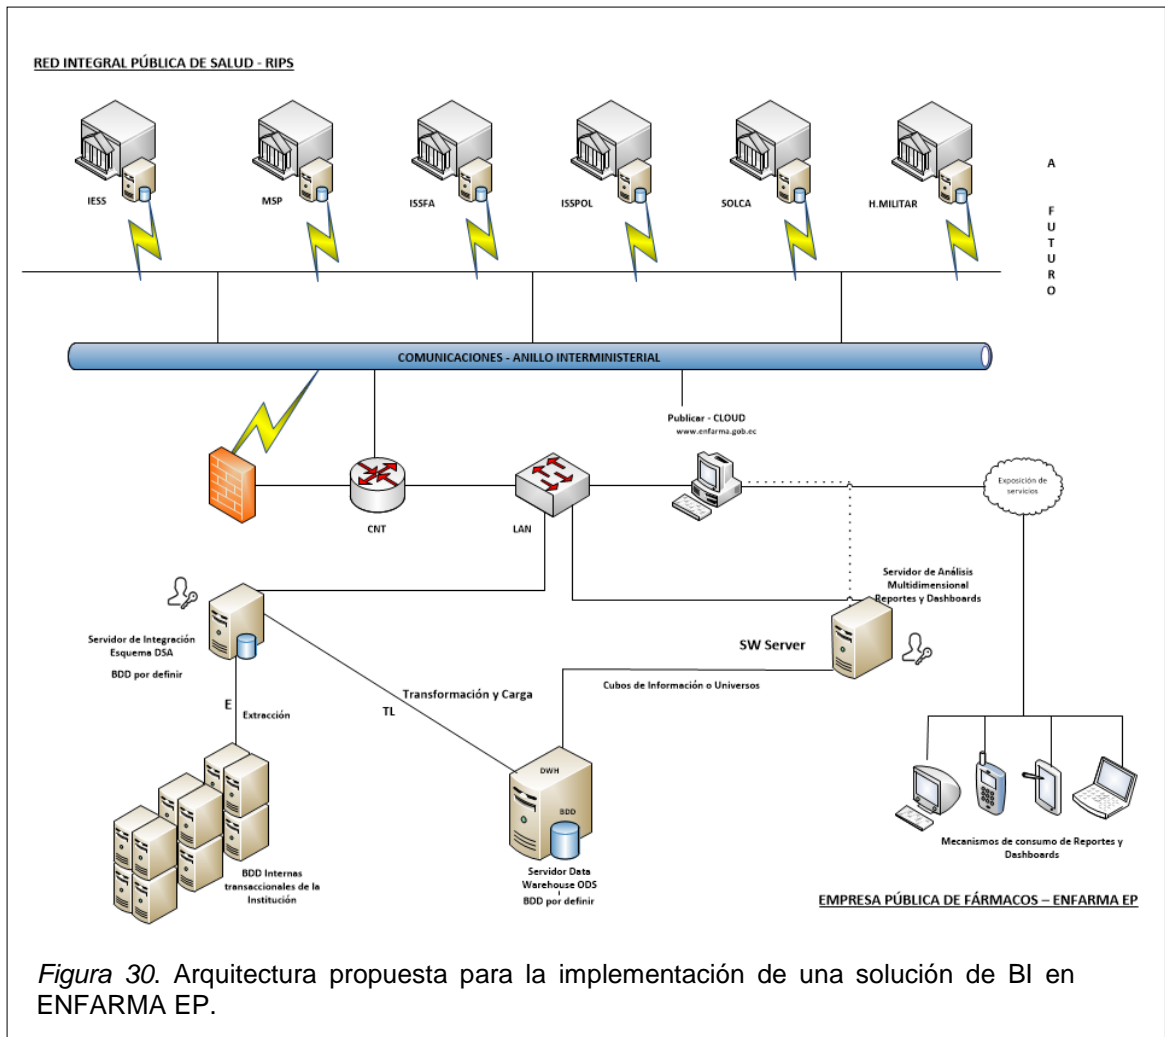 RED INTEGRAL PÚBLICA DE SALUD - RIPS
IESS
MSP
ISSFA
ISSPOL
SOLCA
H.MILITAR
A
F
U
T
U
R
O
COMUNICACIONES - ANILLO INTERMINISTERIAL
Publicar - CLOUD
www.enfarma.gob.ec
CNT
LAN
Exposición de
servicios
Servidor de Análisis
Multidimensional
Reportes y Dashboards
SW Server
Servidor de Integración
Esquema DSA
BDD por definir
Cubos de Información o Universos
Transformación y Carga
TL
E
Extracción
DWH
BDD
BDD Internas
transaccionales de la
Institución
Servidor Data
Warehouse ODS
BDD por definir
Mecanismos de consumo de Reportes y
Dashboards
EMPRESA PÚBLICA DE FÁRMACOS – ENFARMA EP
Figura 30. Arquitectura propuesta para la implementación de una solución de BI en
ENFARMA EP.